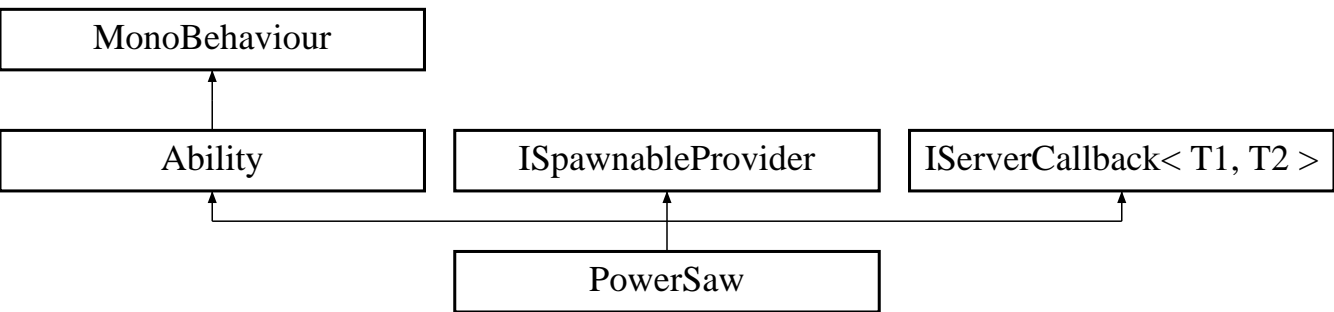 MonoBehaviour
Ability
ISpawnableProvider
IServerCallback< T1, T2 >
PowerSaw